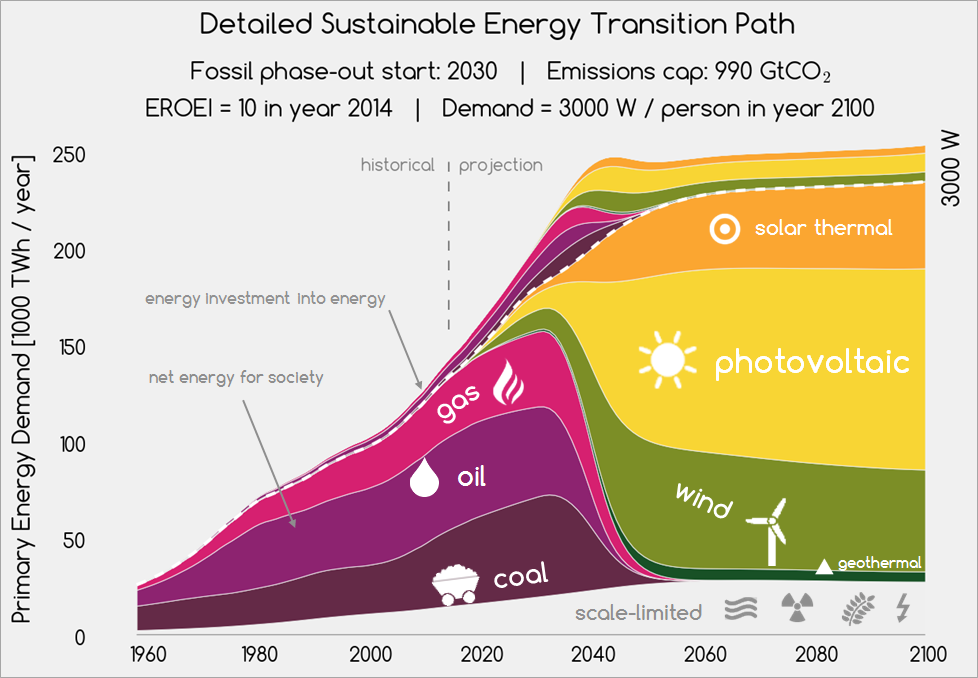 Detailed Sustainable Energy Transition Path
Fossil phase-out start: 2030 | Emissions cap: 990 GtCO₂
EROEI = 10 in year 2014 | Demand = 3000 W / person in year 2100
Primary Energy Demand [1000 TWh / year]
250
200
150
100
50
0
historical
projection
3000 W
energy investment into energy
net energy for society
solar thermal
photovoltaic
gas
oil
wind
coal
geothermal
scale-limited
1960 1980 2000 2020 2040 2060 2080 2100